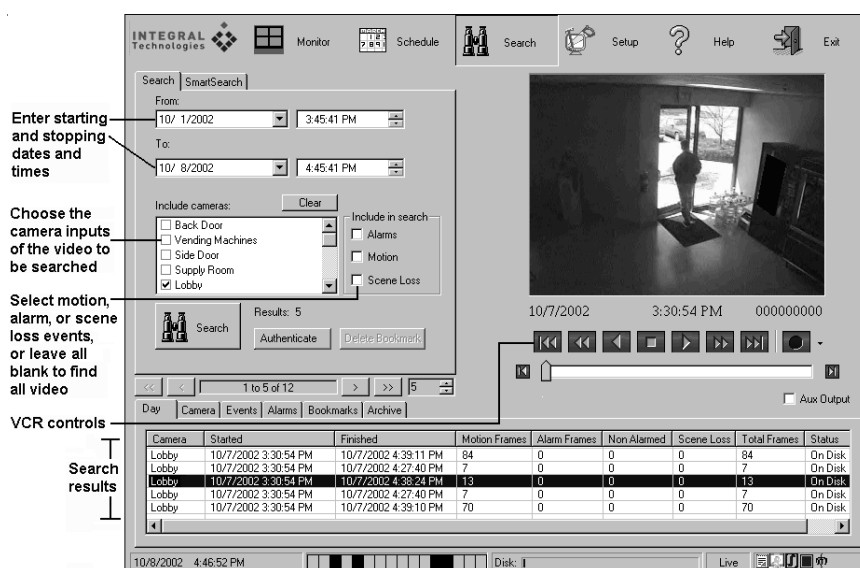 INTEGRAL
Technologies
Monitor
Schedule
Search
Setup
Help
Exit
Search SmartSearch
From:
10/ 1/2002 3:45:41 PM
To:
10/ 8/2002 4:45:41 PM
Enter starting
and stopping
dates and
times
Include cameras: Clear
Back Door
Vending Machines
Side Door
Supply Room
Lobby
Include in search
Alarms
Motion
Scene Loss
Choose the
camera inputs
of the video to
be searched
Select motion,
alarm, or scene
loss events,
or leave all
blank to find
all video
Search
Results: 5
Authenticate Delete Bookmark
10/7/2002 3:30:54 PM 000000000
<< < 1 to 5 of 12 > >> 5
Aux Output
VCR controls
Day Camera Events Alarms Bookmarks Archive
Search
results
Camera Started Finished Motion Frames Alarm Frames Non Alarmed Scene Loss Total Frames Status
Lobby 10/7/2002 3:30:54 PM 10/7/2002 4:39:11 PM 84 0 0 0 84 On Disk
Lobby 10/7/2002 3:30:54 PM 10/7/2002 4:27:40 PM 7 0 0 0 7 On Disk
Lobby 10/7/2002 3:30:54 PM 10/7/2002 4:38:24 PM 13 0 0 0 13 On Disk
Lobby 10/7/2002 3:30:54 PM 10/7/2002 4:27:40 PM 7 0 0 0 7 On Disk
Lobby 10/7/2002 3:30:54 PM 10/7/2002 4:39:10 PM 70 0 0 0 70 On Disk
10/8/2002 4:46:52 PM Disk: Live